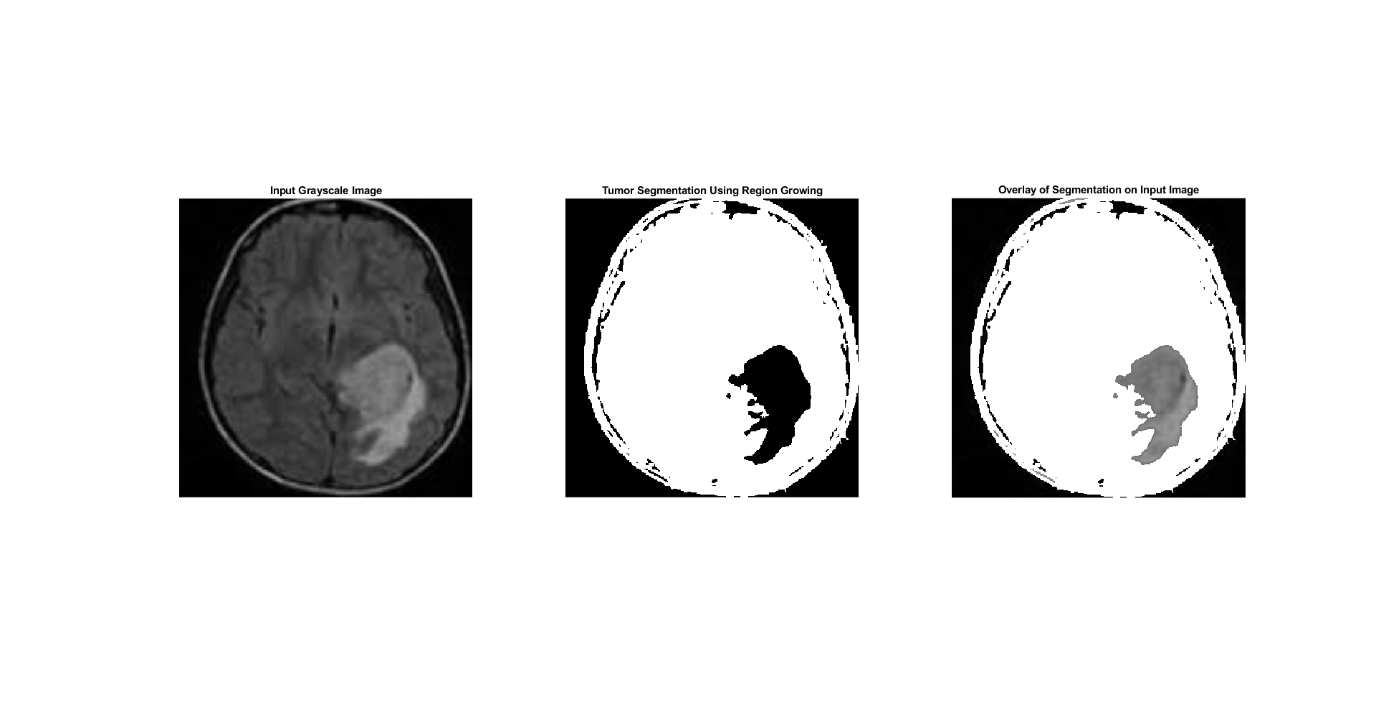 Input Grayscale Image
Tumor Segmentation Using Region Growing
Overlay of Segmentation on Input Image